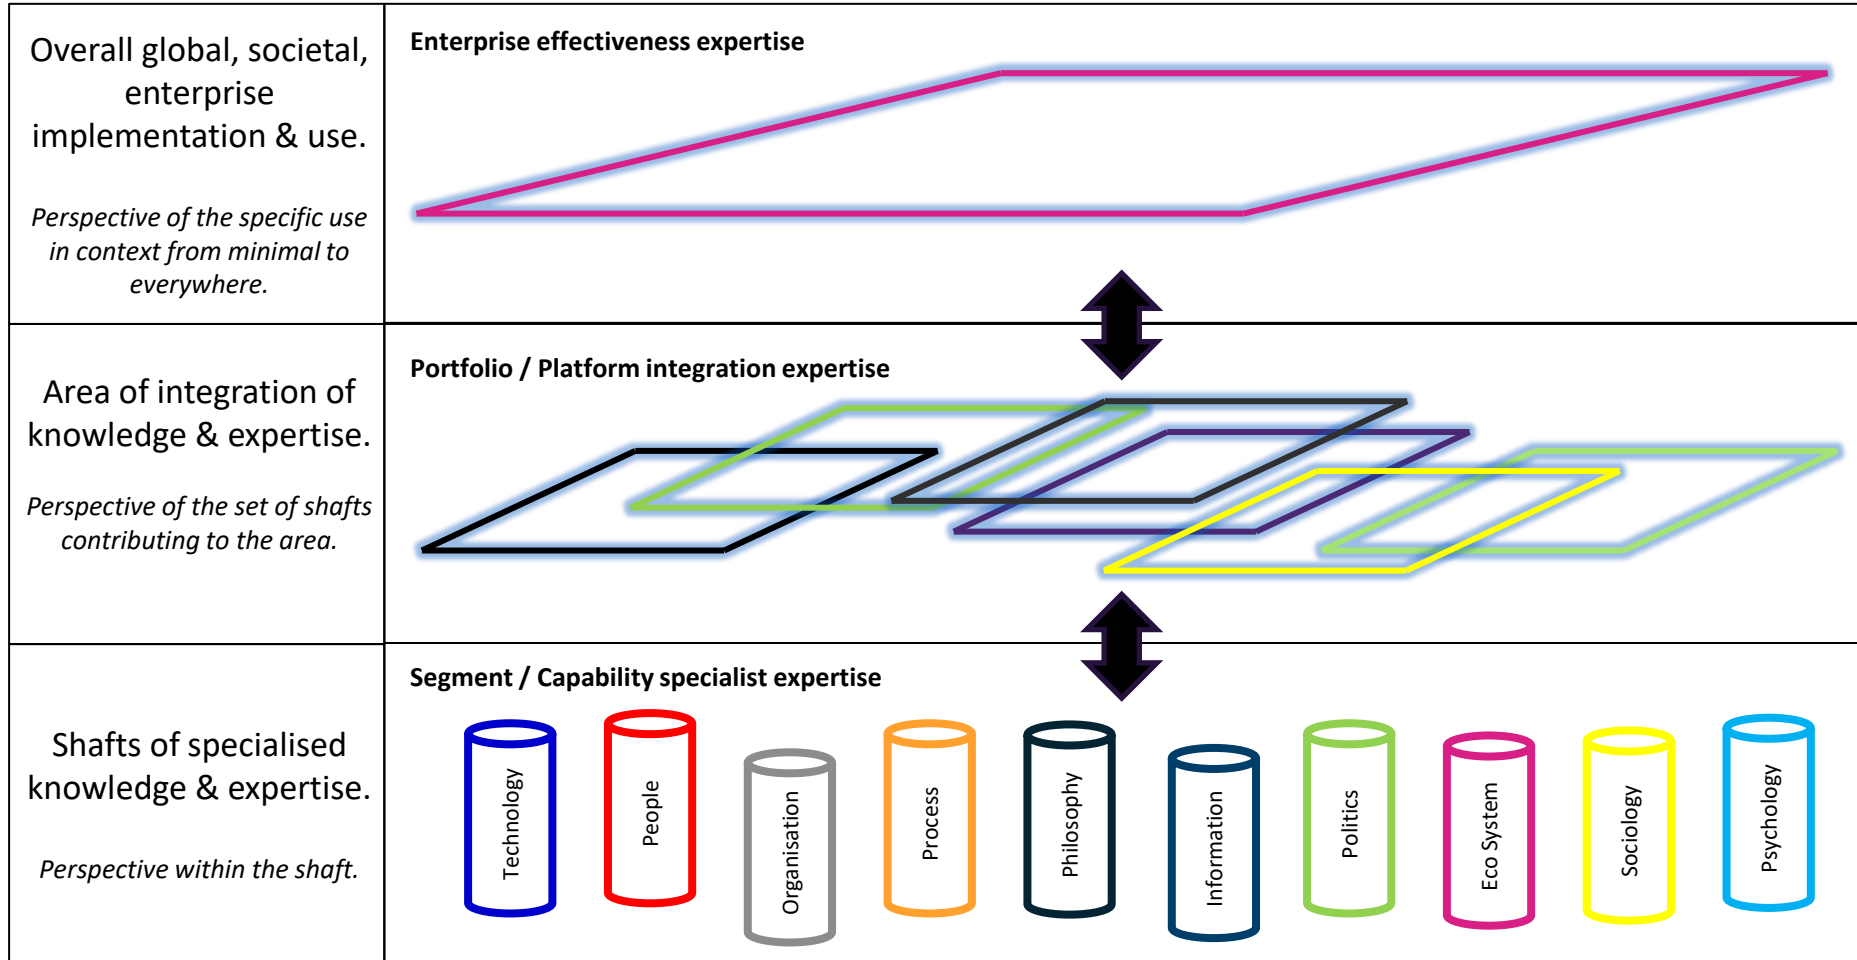 Overall global, societal,
enterprise
implementation & use.
Perspective of the specific use
in context from minimal to
everywhere.
Enterprise effectiveness expertise
Area of integration of
knowledge & expertise.
Perspective of the set of shafts
contributing to the area.
Portfolio / Platform integration expertise
Shafts of specialised
knowledge & expertise.
Perspective within the shaft.
Segment / Capability specialist expertise
Technology
People
Organisation
Process
Philosophy
Information
Politics
Eco System
Sociology
Psychology